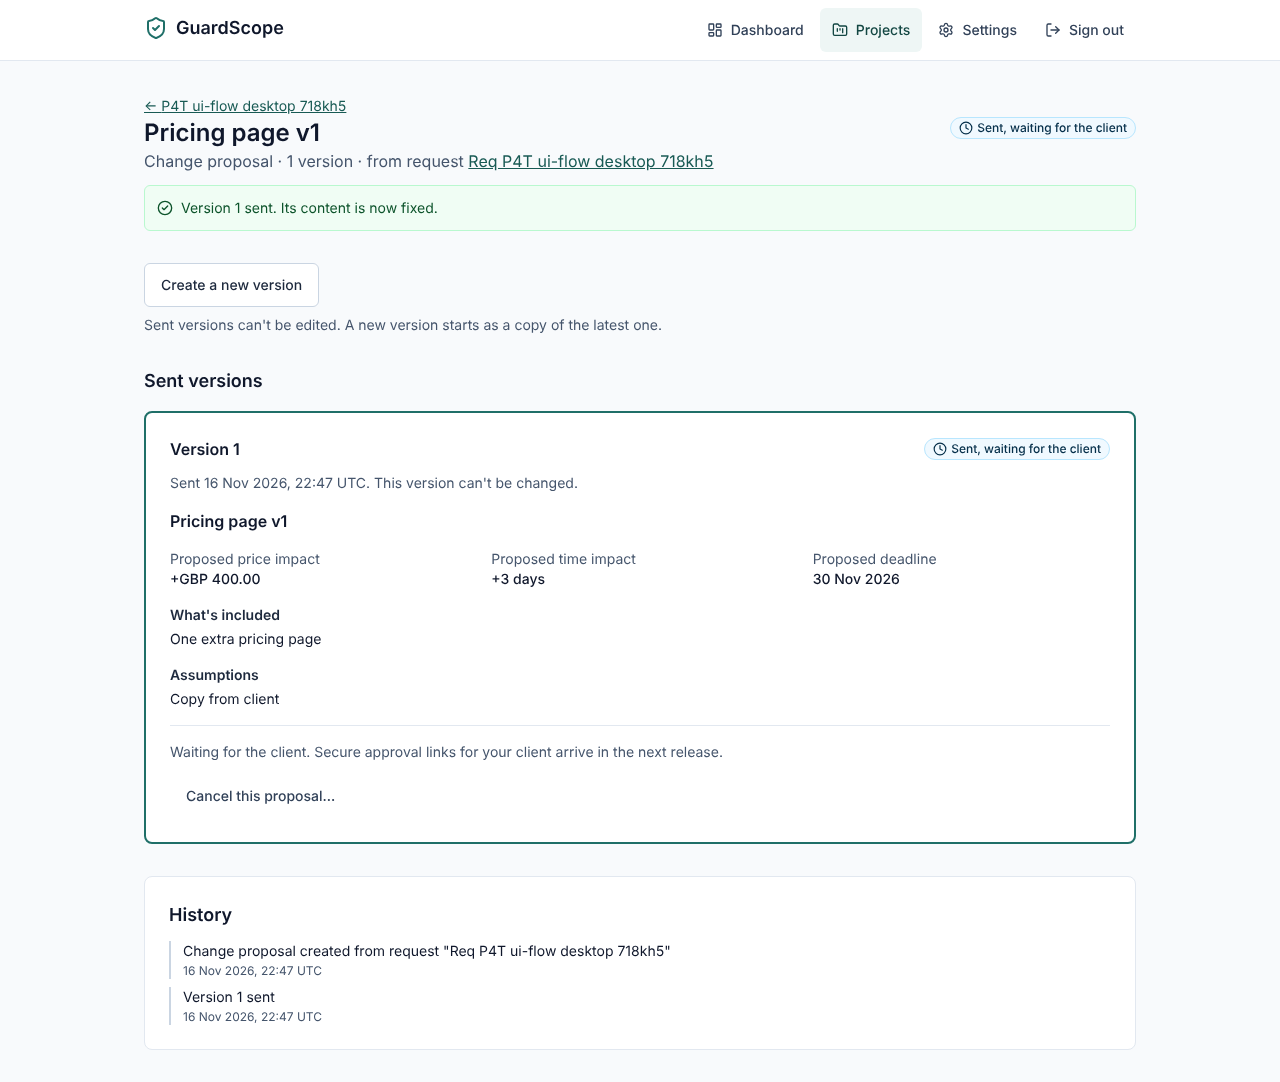 GuardScope
Dashboard
Projects
Settings
Sign out
← P4T ui-flow desktop 718kh5
Pricing page v1
Sent, waiting for the client
Change proposal · 1 version · from request Req P4T ui-flow desktop 718kh5
Version 1 sent. Its content is now fixed.
Create a new version
Sent versions can't be edited. A new version starts as a copy of the latest one.
Sent versions
Version 1
Sent, waiting for the client
Sent 16 Nov 2026, 22:47 UTC. This version can't be changed.
Pricing page v1
Proposed price impact
+GBP 400.00
Proposed time impact
+3 days
Proposed deadline
30 Nov 2026
What's included
One extra pricing page
Assumptions
Copy from client
Waiting for the client. Secure approval links for your client arrive in the next release.
Cancel this proposal...
History
Change proposal created from request "Req P4T ui-flow desktop 718kh5"
16 Nov 2026, 22:47 UTC
Version 1 sent
16 Nov 2026, 22:47 UTC